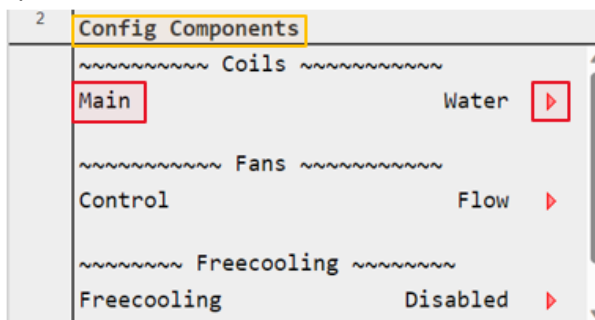 2
Config Components
~~~~~~~~~~ Coils ~~~~~~~~~~~
Main Water
~~~~~~~~~~~ Fans ~~~~~~~~~~~
Control Flow
~~~~~~~~ Freecooling ~~~~~~~~
Freecooling Disabled